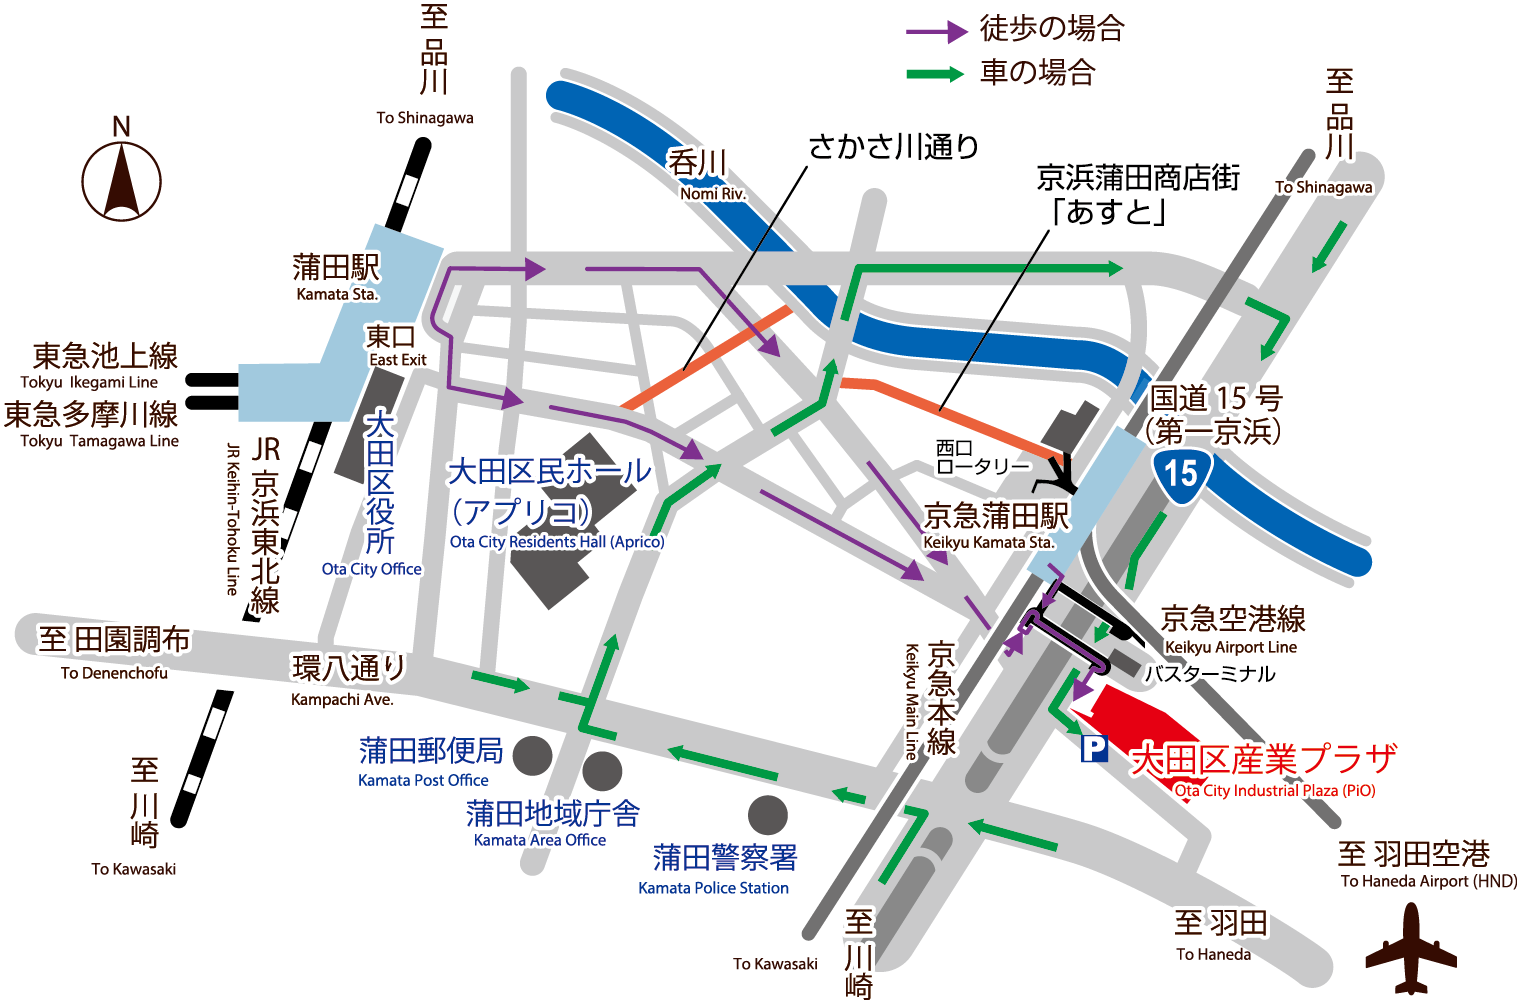 徒歩の場合
車の場合
至 品川
To Shinagawa
N
至 品川
To Shinagawa
さかさ川通り
呑川
Nomi Riv.
京浜蒲田商店街
「あすと」
蒲田駅
Kamata Sta.
東口
East Exit
東急池上線
Tokyu Ikegami Line
東急多摩川線
Tokyu Tamagawa Line
国道 15 号
（第一京浜）
15
西口
ロータリー
JR 京浜東北線
JR Keihin-Tohoku Line
大田区役所
Ota City Office
大田区民ホール
（アプリコ）
Ota City Residents Hall (Aprico)
京急蒲田駅
Keikyu Kamata Sta.
京急空港線
Keikyu Airport Line
バスターミナル
至 田園調布
To Denenchofu
環八通り
Kampachi Ave.
京急本線
Keikyu Main Line
P
大田区産業プラザ
Ota City Industrial Plaza (PiO)
蒲田郵便局
Kamata Post Office
蒲田地域庁舎
Kamata Area Office
蒲田警察署
Kamata Police Station
至 川崎
To Kawasaki
至 羽田空港
To Haneda Airport (HND)
至 羽田
To Haneda
至 川崎
To Kawasaki